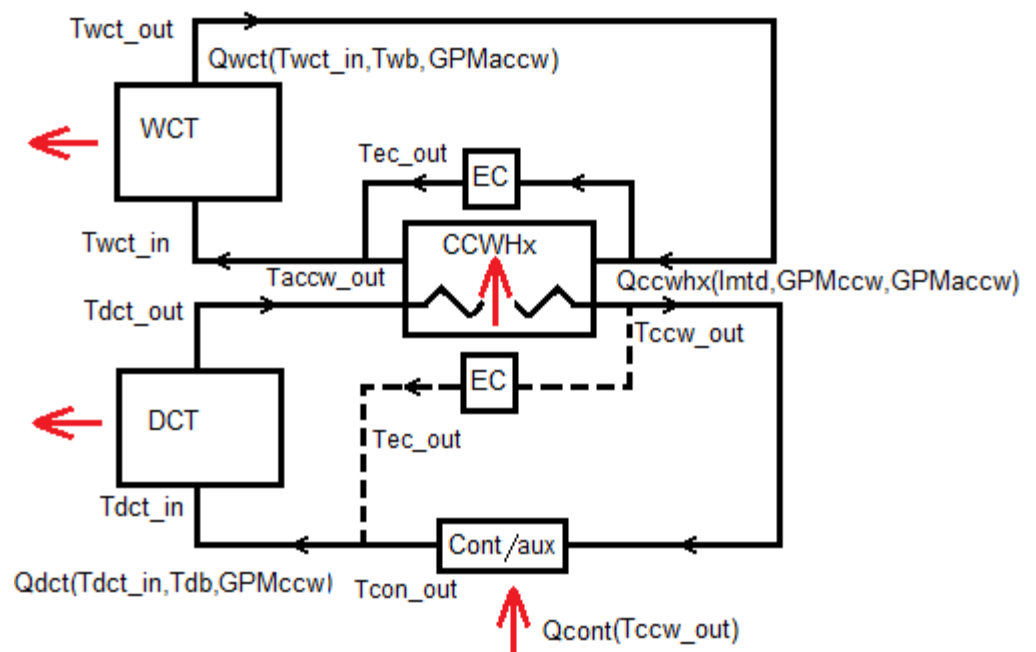 Twct_out
Qwct(Twct_in,Twb,GPMaccw)
WCT
Tec_out
EC
Twct_in
CCWHx
Taccw_out
Qccwhx(lmtd,GPMccw,GPMaccw)
Tdct_out
Tccw_out
EC
DCT
Tec_out
Tdct_in
Cont/aux
Qdct(Tdct_in,Tdb,GPMccw)
Tcon_out
Qcont(Tccw_out)